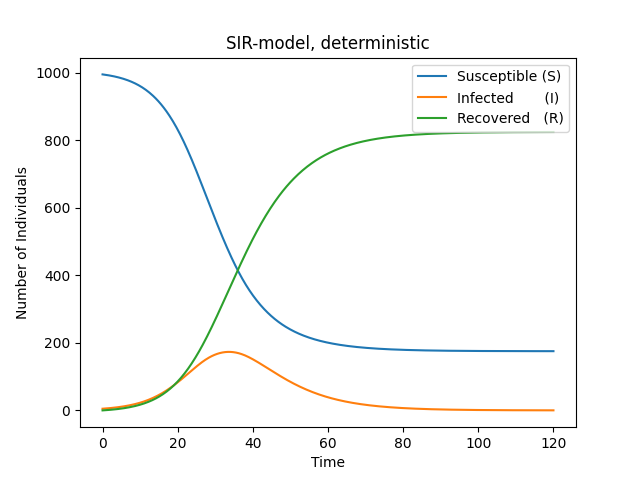 SIR-model, deterministic
1000
800
600
400
200
0
Number of Individuals
Susceptible (S)
Infected (I)
Recovered (R)
0 20 40 60 80 100 120
Time